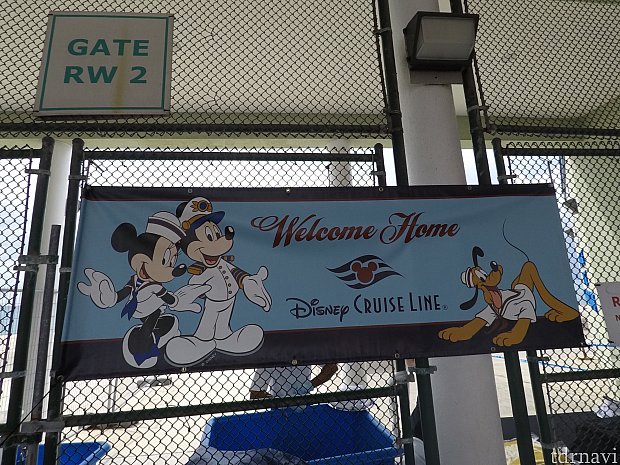 GATE
RW 2
Welcome Home
DISNEY CRUISE LINE®
tdrnavi